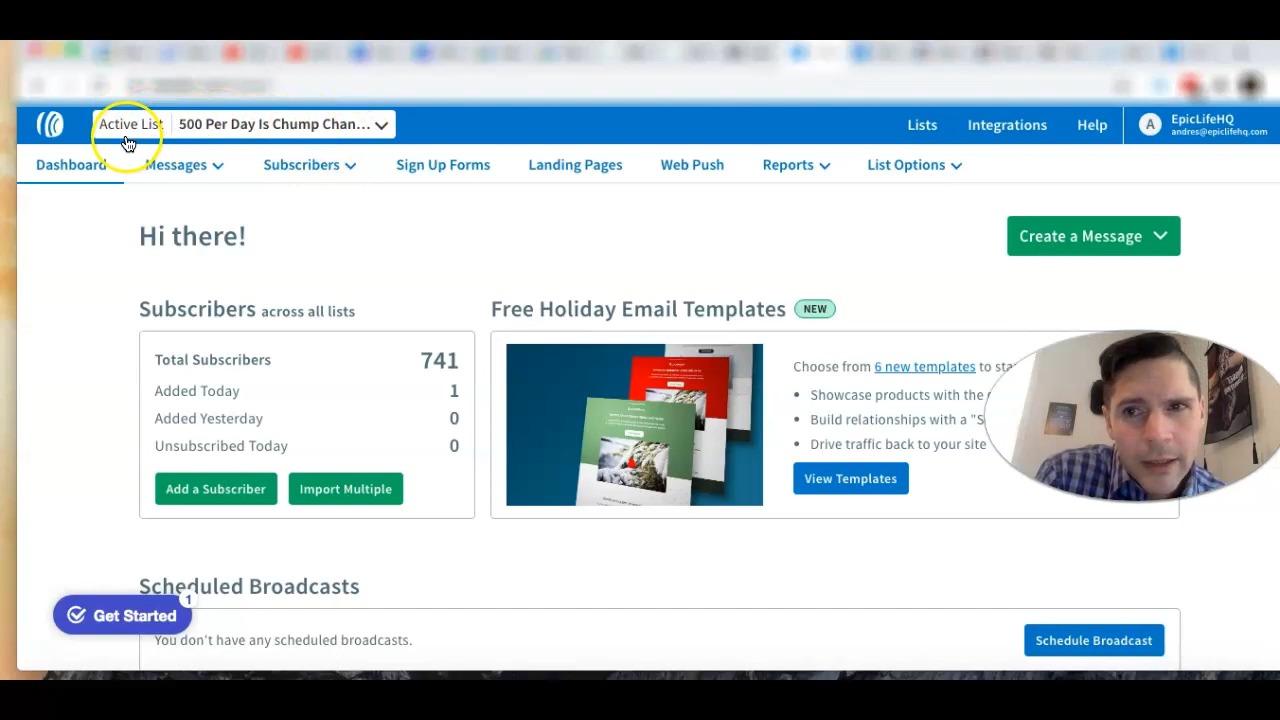 Active List 500 Per Day Is Chump Chan...
Lists Integrations Help A EpicLifeHQ
andres@epiclifehq.com
Dashboard Messages Subscribers Sign Up Forms Landing Pages Web Push Reports List Options
Hi there!
Create a Message
Subscribers across all lists
Total Subscribers 741
Added Today 1
Added Yesterday 0
Unsubscribed Today 0
Add a Subscriber Import Multiple
Free Holiday Email Templates NEW
Choose from 6 new templates to
Showcase products with the
Build relationships with a
Drive traffic back to your site
View Templates
Scheduled Broadcasts
You don't have any scheduled broadcasts.
Schedule Broadcast
Get Started 1